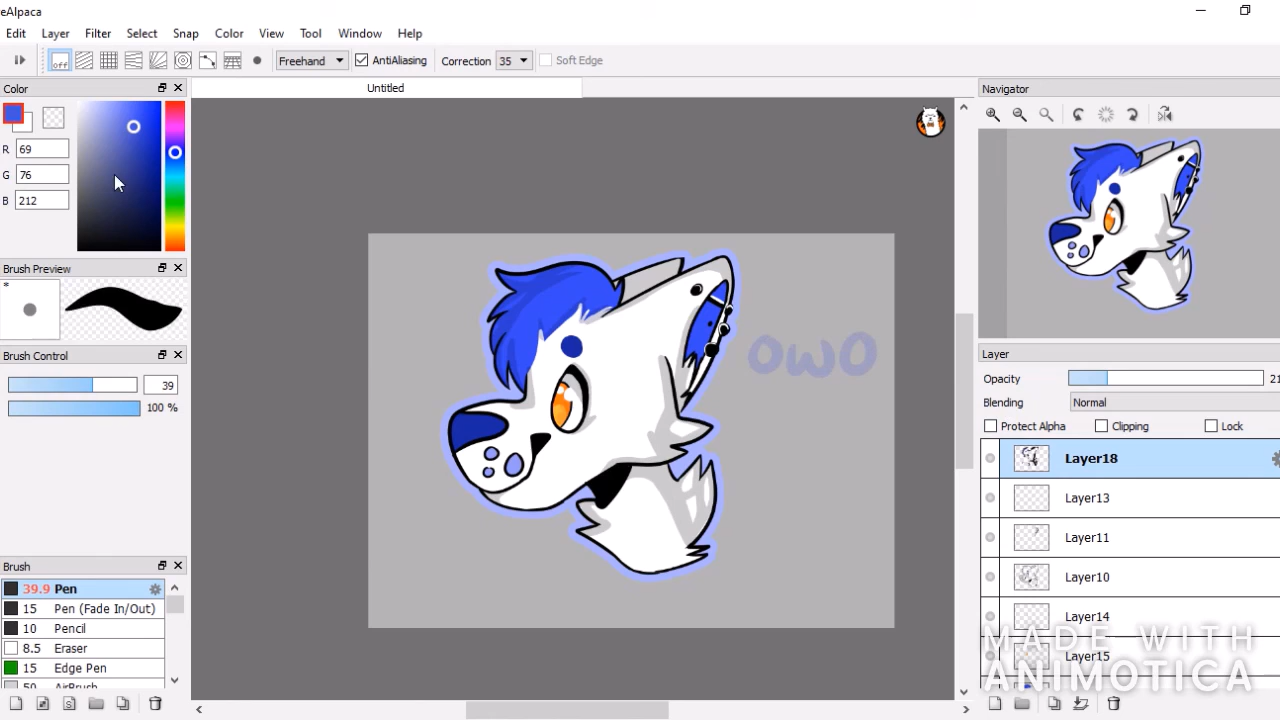 eAlpaca
Edit Layer Filter Select Snap Color View Tool Window Help
off Freehand AntiAliasing Correction 35 Soft Edge
Color
Untitled
Navigator
R 69
G 76
B 212
Brush Preview
*
Brush Control
39
100 %
owo
Layer
Opacity 21
Blending Normal
Protect Alpha Clipping Lock
Layer18
Layer13
Layer11
Layer10
Layer14
Layer15
Brush
39.9 Pen
15 Pen (Fade In/Out)
10 Pencil
8.5 Eraser
15 Edge Pen
50 AirBrush
MADE WITH
ANIMOTICA